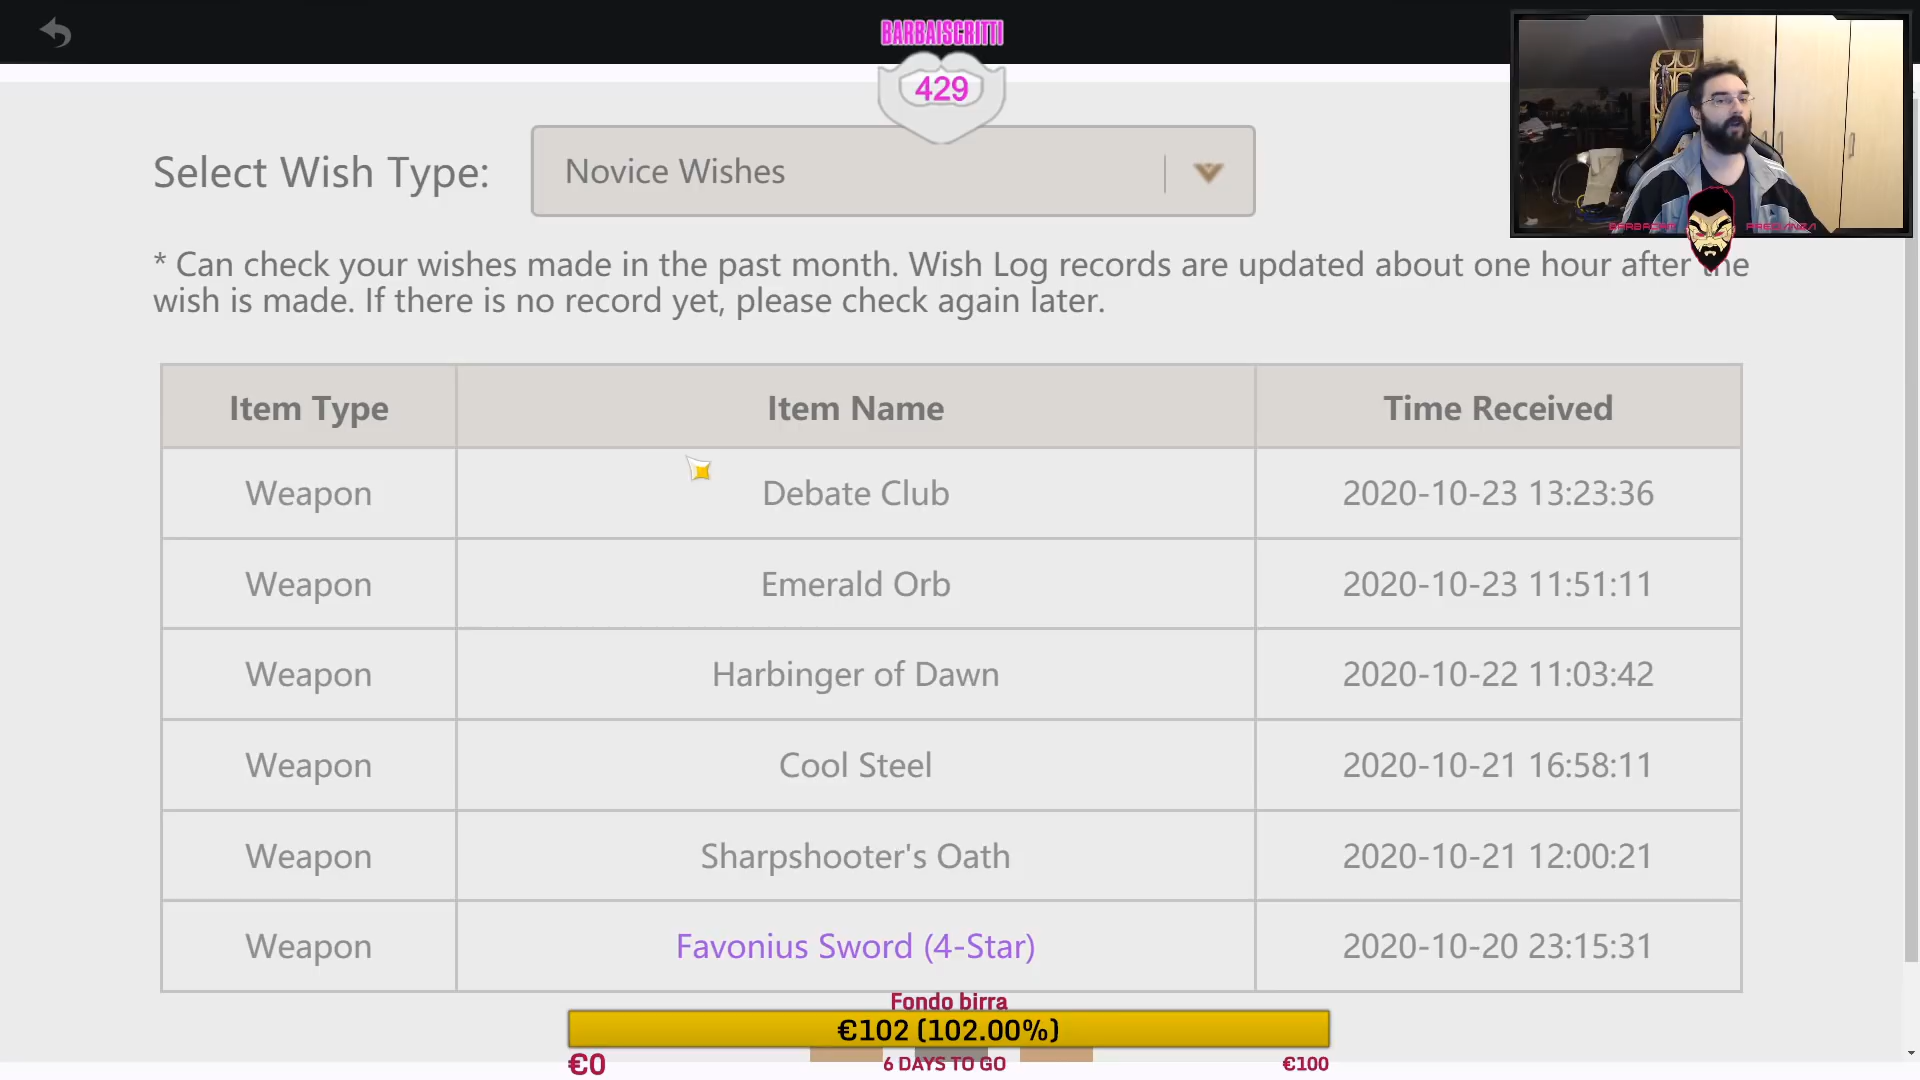 BARBAISCRITTI
429
Select Wish Type:
Novice Wishes
* Can check your wishes made in the past month. Wish Log records are updated about one hour after the
wish is made. If there is no record yet, please check again later.
Item Type Item Name Time Received
Weapon Debate Club 2020-10-23 13:23:36
Weapon Emerald Orb 2020-10-23 11:51:11
Weapon Harbinger of Dawn 2020-10-22 11:03:42
Weapon Cool Steel 2020-10-21 16:58:11
Weapon Sharpshooter's Oath 2020-10-21 12:00:21
Weapon Favonius Sword (4-Star) 2020-10-20 23:15:31
Fondo birra
€102 (102.00%)
€0 6 DAYS TO GO €100